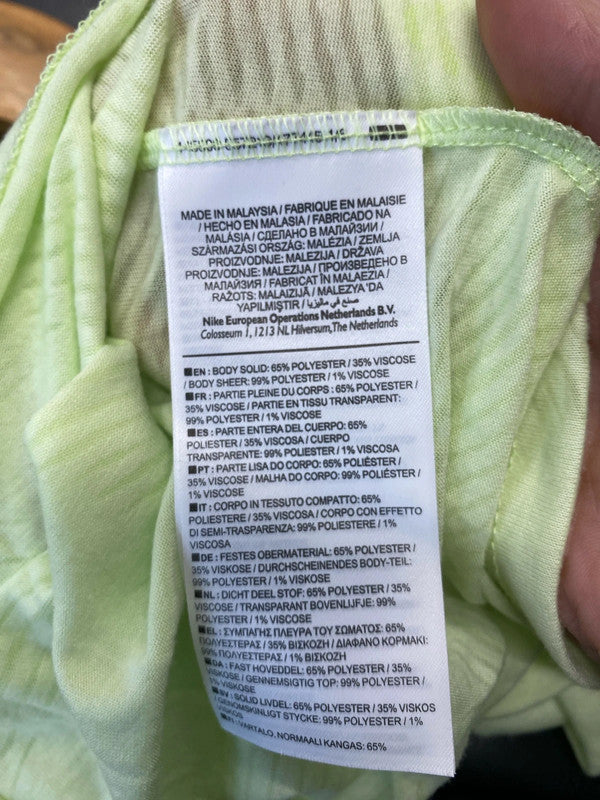 MADE IN MALAYSIA / FABRIQUE EN MALAISIE
/ HECHO EN MALASIA / FABRICADO NA
MALÁSIA / СДЕЛАНО В МАЛАЙЗИИ /
SZÁRMAZÁSI ORSZÁG: MALÉZIA / ZEMLJA
PROIZVODNJE: MALEZIJA / DRŽAVA
PROIZVODNJE: MALEZIJA / ПРОИЗВЕДЕНО В
МАЛАЙЗИЯ / FABRICAT ÎN MALAEZIA /
RAŽOTS: MALAIZIJĀ / MALEZYA 'DA
YAPILMIŞTIR / صنع في ماليزيا
Nike European Operations Netherlands B.V.
Colosseum 1, 1213 NL Hilversum, The Netherlands
EN : BODY SOLID: 65% POLYESTER / 35% VISCOSE
/ BODY SHEER: 99% POLYESTER / 1% VISCOSE
FR : PARTIE PLEINE DU CORPS : 65% POLYESTER /
35% VISCOSE / PARTIE EN TISSU TRANSPARENT:
99% POLYESTER / 1% VISCOSE
ES : PARTE ENTERA DEL CUERPO: 65%
POLIESTER / 35% VISCOSA / CUERPO
TRANSPARENTE: 99% POLIESTER / 1% VISCOSA
PT : PARTE LISA DO CORPO: 65% POLIÉSTER /
35% VISCOSE / MALHA DO CORPO: 99% POLIÉSTER /
1% VISCOSE
IT : CORPO IN TESSUTO COMPATTO: 65%
POLIESTERE / 35% VISCOSA / CORPO CON EFFETTO
DI SEMI-TRASPARENZA: 99% POLIESTERE / 1%
VISCOSA
DE : FESTES OBERMATERIAL: 65% POLYESTER /
35% VISKOSE / DURCHSCHEINENDES BODY-TEIL:
99% POLYESTER / 1% VISKOSE
NL : DICHT DEEL STOF: 65% POLYESTER / 35%
VISCOSE / TRANSPARANT BOVENLIJFJE: 99%
POLYESTER / 1% VISCOSE
EL : ΣΥΜΠΑΓΗΣ ΠΛΕΥΡΑ ΤΟΥ ΣΩΜΑΤΟΣ: 65%
ΠΟΛΥΕΣΤΕΡΑΣ / 35% ΒΙΣΚΟΖΗ / ΔΙΑΦΑΝΟ ΚΟΡΜΑΚΙ:
99% ΠΟΛΥΕΣΤΕΡΑΣ / 1% ΒΙΣΚΟΖΗ
DA : FAST HOVEDDEL: 65% POLYESTER / 35%
VISKOSE / GENNEMSIGTIG TOP: 99% POLYESTER /
1% VISKOSE
SV : SOLID LIVDEL: 65% POLYESTER / 35% VISKOS
/ GENOMSKINLIGT STYCKE: 99% POLYESTER / 1%
VISKOS
FI : VARTALO, NORMAALI KANGAS: 65%